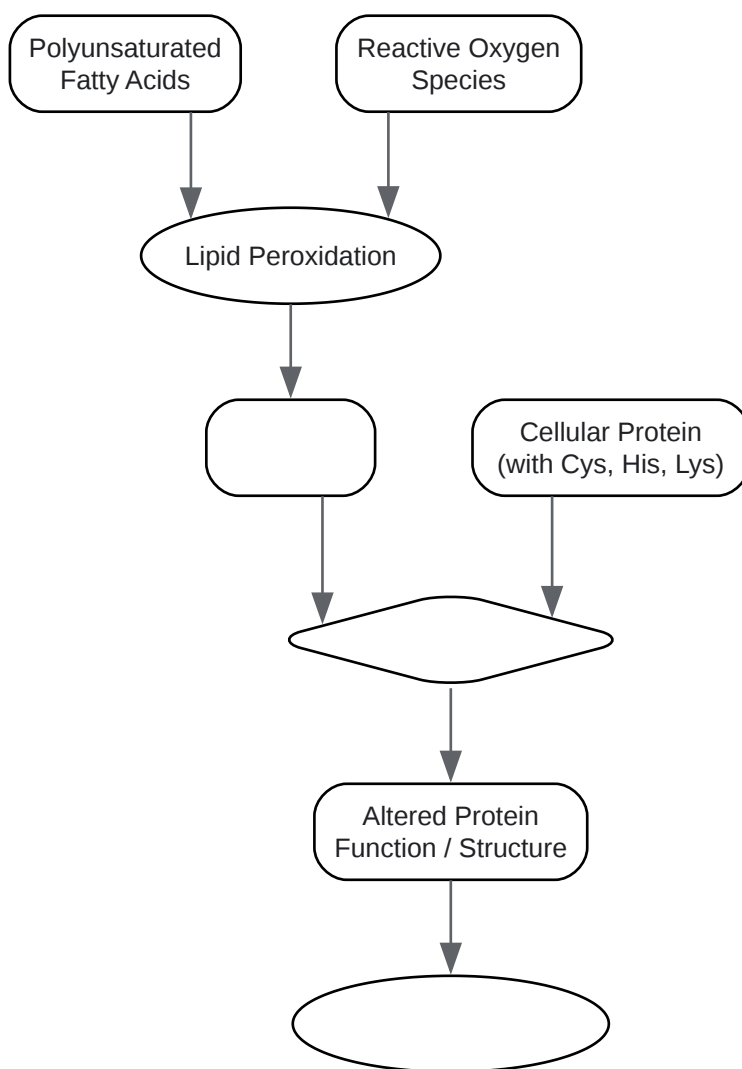 Polyunsaturated
Fatty Acids
Reactive Oxygen
Species
Lipid Peroxidation
Cellular Protein
(with Cys, His, Lys)
Altered Protein
Function / Structure